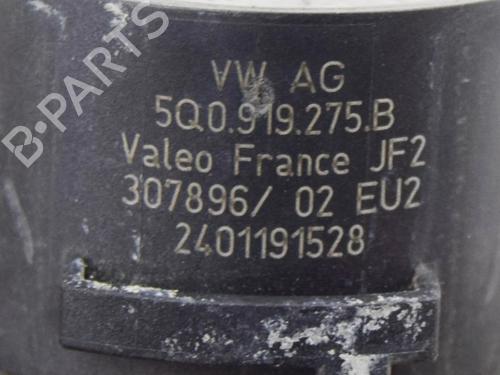 VW AG
5Q0.919.275.B
Valeo France JF2
307896/ 02 EU2
2401191528
B-PARTS